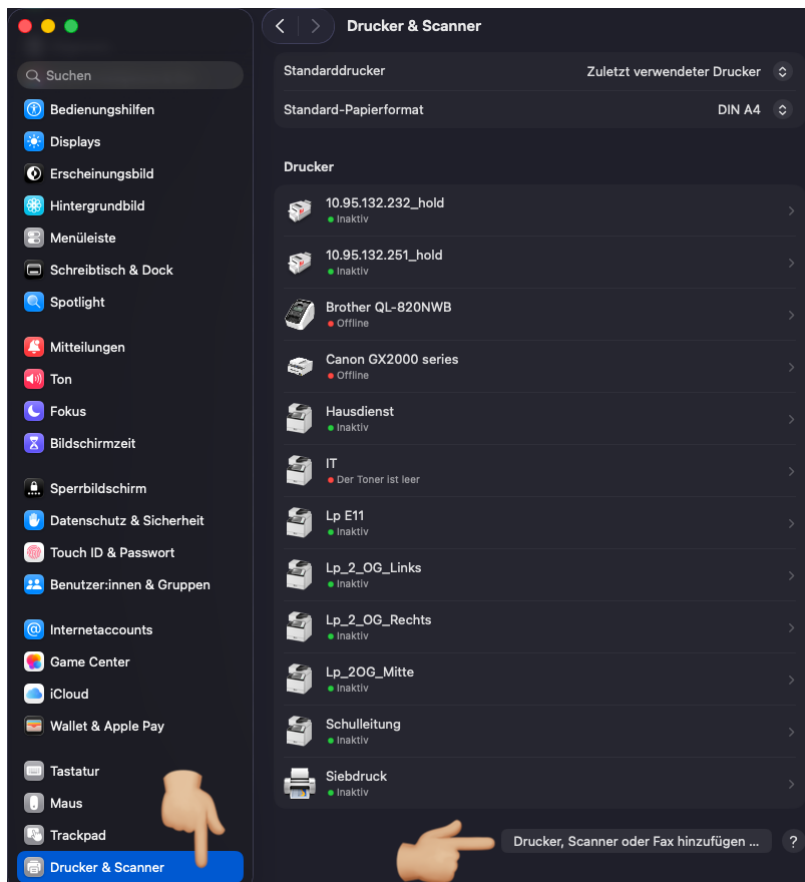 Drucker & Scanner
Suchen
Bedienungshilfen
Displays
Erscheinungsbild
Hintergrundbild
Menüleiste
Schreibtisch & Dock
Spotlight
Mitteilungen
Ton
Fokus
Bildschirmzeit
Sperrbildschirm
Datenschutz & Sicherheit
Touch ID & Passwort
Benutzer:innen & Gruppen
Internetaccounts
Game Center
iCloud
Wallet & Apple Pay
Tastatur
Maus
Trackpad
Drucker & Scanner
Standarddrucker Zuletzt verwendeter Drucker
Standard-Papierformat DIN A4
Drucker
10.95.132.232_hold
Inaktiv
10.95.132.251_hold
Inaktiv
Brother QL-820NWB
Offline
Canon GX2000 series
Offline
Hausdienst
Inaktiv
IT
Der Toner ist leer
Lp E11
Inaktiv
Lp_2_OG_Links
Inaktiv
Lp_2_OG_Rechts
Inaktiv
Lp_2OG_Mitte
Inaktiv
Schulleitung
Inaktiv
Siebdruck
Inaktiv
Drucker, Scanner oder Fax hinzufügen ... ?